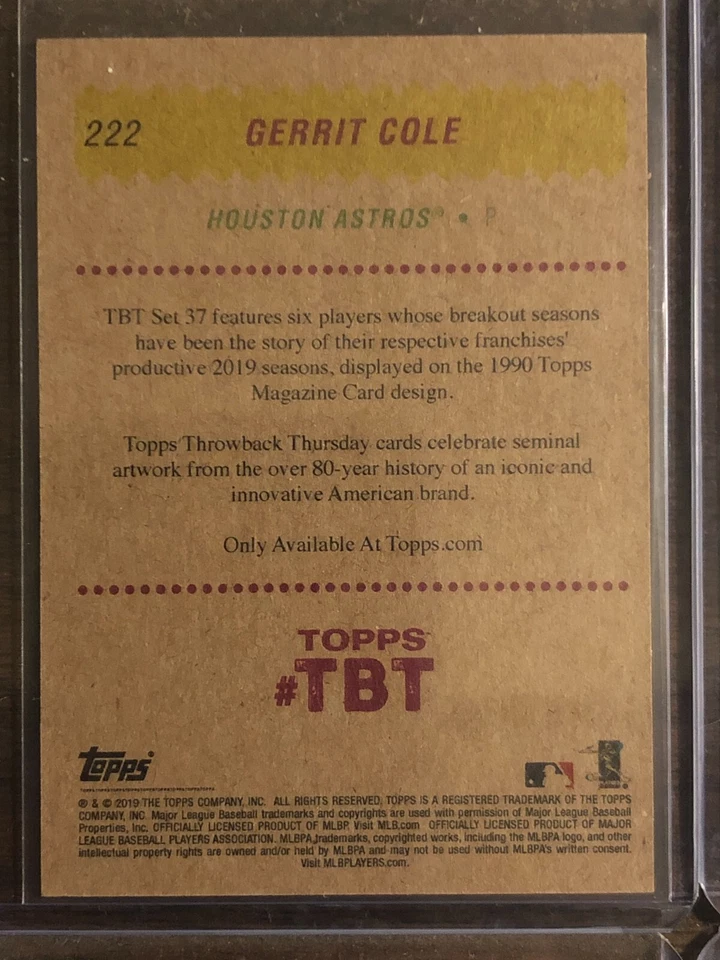 222 GERRIT COLE
HOUSTON ASTROS® • P
TBT Set 37 features six players whose breakout seasons
have been the story of their respective franchises'
productive 2019 seasons, displayed on the 1990 Topps
Magazine Card design.
Topps Throwback Thursday cards celebrate seminal
artwork from the over 80-year history of an iconic and
innovative American brand.
Only Available At Topps.com
TOPPS
#TBT
Topps®
® & © 2019 THE TOPPS COMPANY, INC. ALL RIGHTS RESERVED, TOPPS IS A REGISTERED TRADEMARK OF THE TOPPS
COMPANY, INC. Major League Baseball trademarks and copyrights are used with permission of Major League Baseball
Properties, Inc. OFFICIALLY LICENSED PRODUCT OF MLBP. Visit MLB.com OFFICIALLY LICENSED PRODUCT OF MAJOR
LEAGUE BASEBALL PLAYERS ASSOCIATION. MLBPA trademarks, copyrighted works, including the MLBPA logo, and other
intellectual property rights are owned and/or held by MLBPA and may not be used without MLBPA's written consent.
Visit MLBPLAYERS.com.